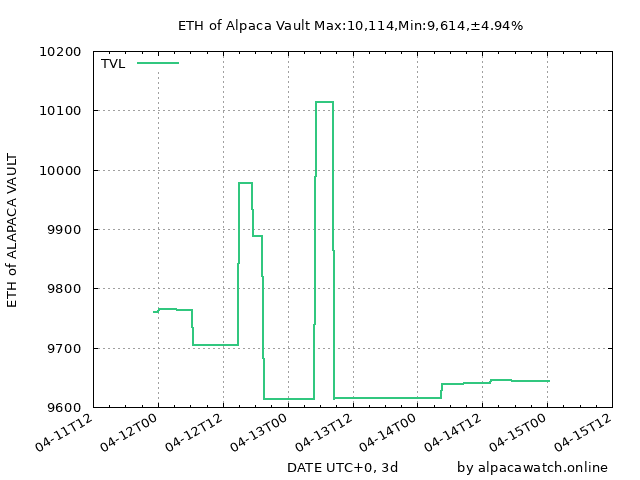 ETH of Alpaca Vault Max:10,114,Min:9,614,±4.94%
TVL
10200
10100
10000
9900
9800
9700
9600
ETH of ALAPACA VAULT
04-11T12
04-12T00
04-12T12
04-13T00
04-13T12
04-14T00
04-14T12
04-15T00
04-15T12
DATE UTC+0, 3d
by alpacawatch.online